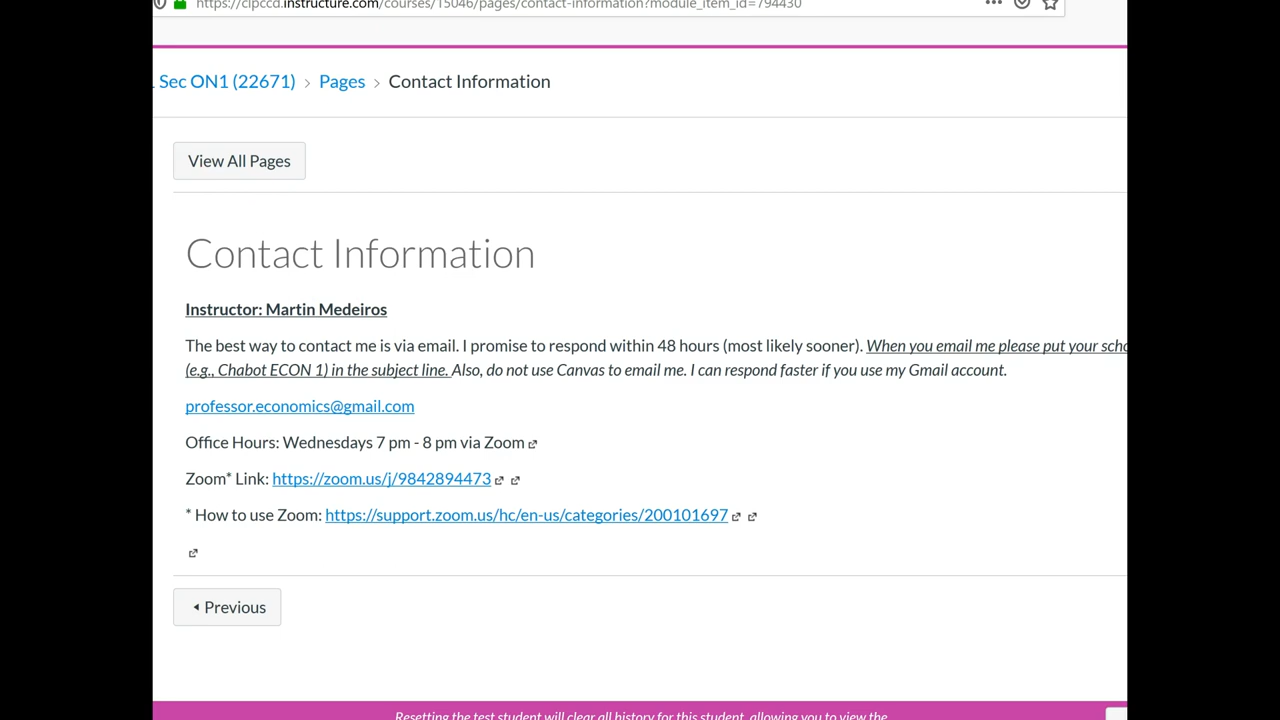 https://clpccd.instructure.com/courses/15046/pages/contact-information?module_item_id=794430
Sec ON1 (22671) > Pages > Contact Information
View All Pages
Contact Information
Instructor: Martin Medeiros
The best way to contact me is via email. I promise to respond within 48 hours (most likely sooner). When you email me please put your scho
(e.g., Chabot ECON 1) in the subject line. Also, do not use Canvas to email me. I can respond faster if you use my Gmail account.
professor.economics@gmail.com
Office Hours: Wednesdays 7 pm - 8 pm via Zoom
Zoom* Link: https://zoom.us/j/9842894473
* How to use Zoom: https://support.zoom.us/hc/en-us/categories/200101697
Previous
Resetting the test student will clear all history for this student, allowing you to view the